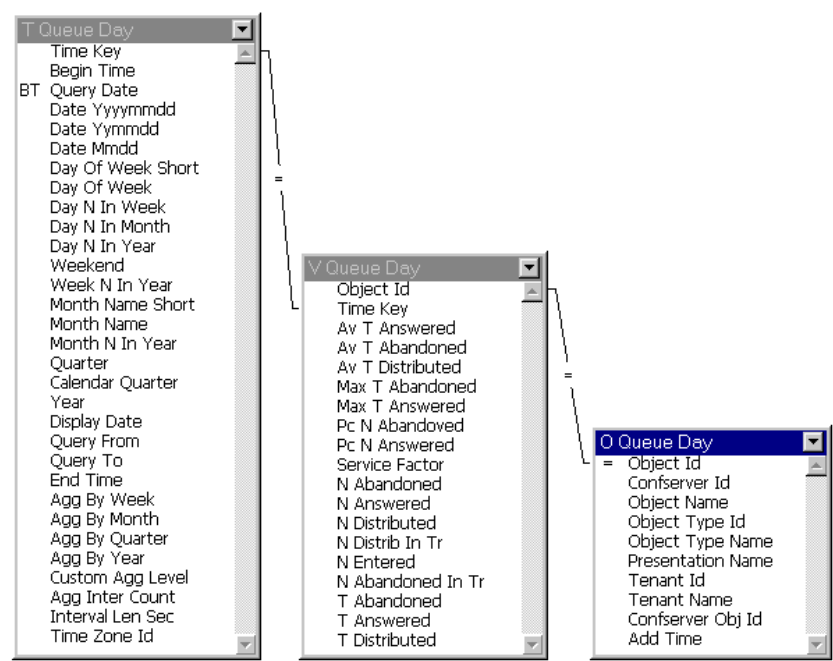 T Queue Day
Time Key
Begin Time
BT Query Date
Date Yyyymmdd
Date Yymmdd
Date Mmdd
Day Of Week Short
Day Of Week
Day N In Week
Day N In Month
Day N In Year
Weekend
Week N In Year
Month Name Short
Month Name
Month N In Year
Quarter
Calendar Quarter
Year
Display Date
Query From
Query To
End Time
Agg By Week
Agg By Month
Agg By Quarter
Agg By Year
Custom Agg Level
Agg Inter Count
Interval Len Sec
Time Zone Id
=
V Queue Day
Object Id
Time Key
Av T Answered
Av T Abandoned
Av T Distributed
Max T Abandoned
Max T Answered
Pc N Abandoved
Pc N Answered
Service Factor
N Abandoned
N Answered
N Distributed
N Distrib In Tr
N Entered
N Abandoned In Tr
T Abandoned
T Answered
T Distributed
=
O Queue Day
= Object Id
Confserver Id
Object Name
Object Type Id
Object Type Name
Presentation Name
Tenant Id
Tenant Name
Confserver Obj Id
Add Time